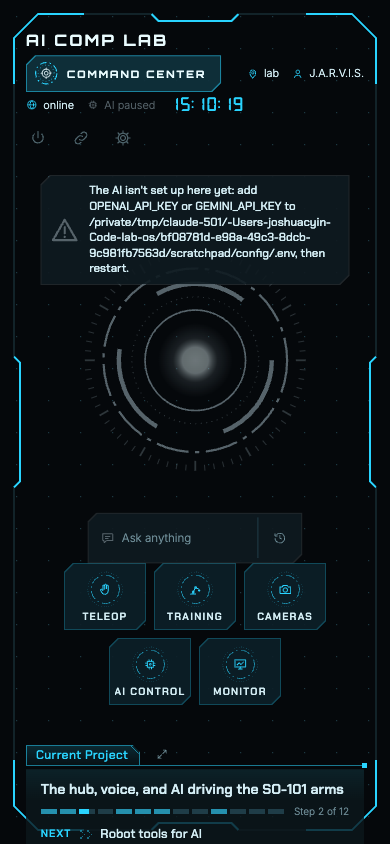 AI COMP LAB
COMMAND CENTER
lab
J.A.R.V.I.S.
online
AI paused
15:10:19
The AI isn't set up here yet: add
OPENAI_API_KEY or GEMINI_API_KEY to
/private/tmp/claude-501/-Users-joshuacyin-
Code-lab-os/bf08781d-e98a-49c3-8dcb-
9c981fb7563d/scratchpad/config/.env, then
restart.
Ask anything
TELEOP
TRAINING
CAMERAS
AI CONTROL
MONITOR
Current Project
The hub, voice, and AI driving the SO-101 arms
Step 2 of 12
NEXT
Robot tools for AI